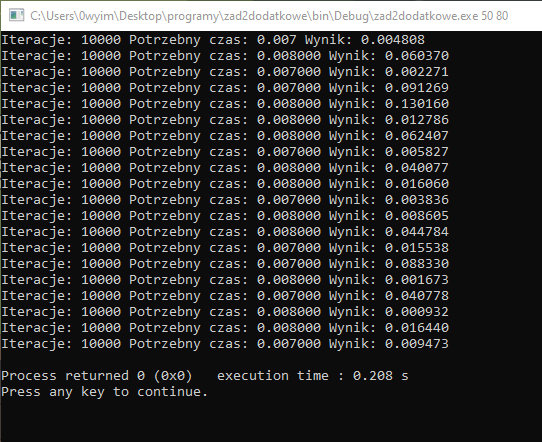 C:\Users\0wyim\Desktop\programy\zad2dodatkowe\bin\Debug\zad2dodatkowe.exe 50 80
Iteracje: 10000 Potrzebny czas: 0.007 Wynik: 0.004808
Iteracje: 10000 Potrzebny czas: 0.008000 Wynik: 0.060370
Iteracje: 10000 Potrzebny czas: 0.007000 Wynik: 0.002271
Iteracje: 10000 Potrzebny czas: 0.007000 Wynik: 0.091269
Iteracje: 10000 Potrzebny czas: 0.008000 Wynik: 0.130160
Iteracje: 10000 Potrzebny czas: 0.008000 Wynik: 0.012786
Iteracje: 10000 Potrzebny czas: 0.008000 Wynik: 0.062407
Iteracje: 10000 Potrzebny czas: 0.007000 Wynik: 0.005827
Iteracje: 10000 Potrzebny czas: 0.008000 Wynik: 0.040077
Iteracje: 10000 Potrzebny czas: 0.008000 Wynik: 0.016060
Iteracje: 10000 Potrzebny czas: 0.007000 Wynik: 0.003836
Iteracje: 10000 Potrzebny czas: 0.008000 Wynik: 0.008605
Iteracje: 10000 Potrzebny czas: 0.008000 Wynik: 0.044784
Iteracje: 10000 Potrzebny czas: 0.007000 Wynik: 0.015538
Iteracje: 10000 Potrzebny czas: 0.007000 Wynik: 0.088330
Iteracje: 10000 Potrzebny czas: 0.008000 Wynik: 0.001673
Iteracje: 10000 Potrzebny czas: 0.007000 Wynik: 0.040778
Iteracje: 10000 Potrzebny czas: 0.008000 Wynik: 0.000932
Iteracje: 10000 Potrzebny czas: 0.008000 Wynik: 0.016440
Iteracje: 10000 Potrzebny czas: 0.007000 Wynik: 0.009473
Process returned 0 (0x0)   execution time : 0.208 s
Press any key to continue.